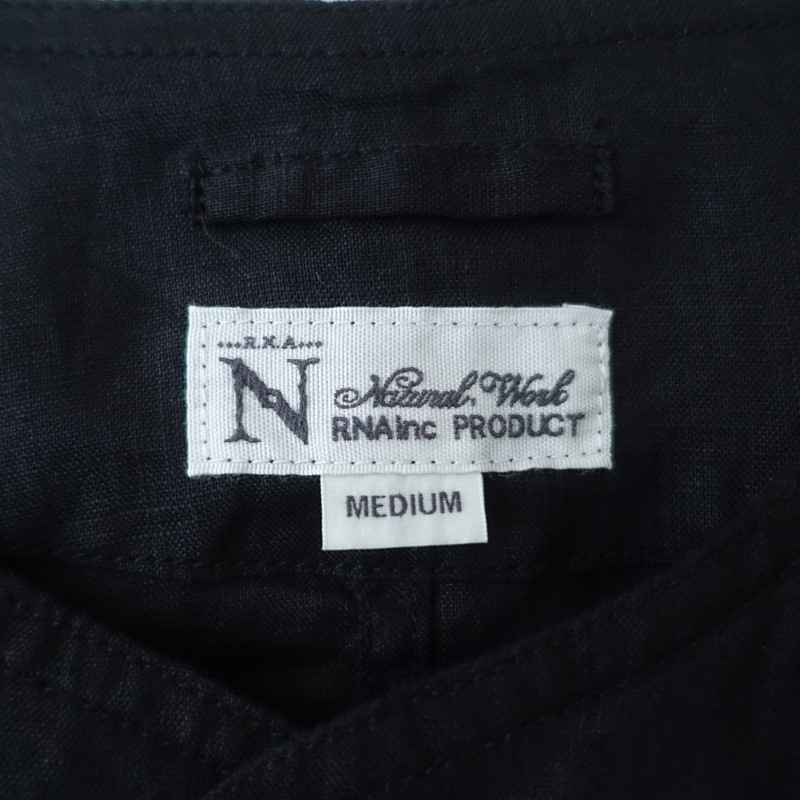 ...R.N.A...
N
Natural, Work
RNAInc PRODUCT
MEDIUM